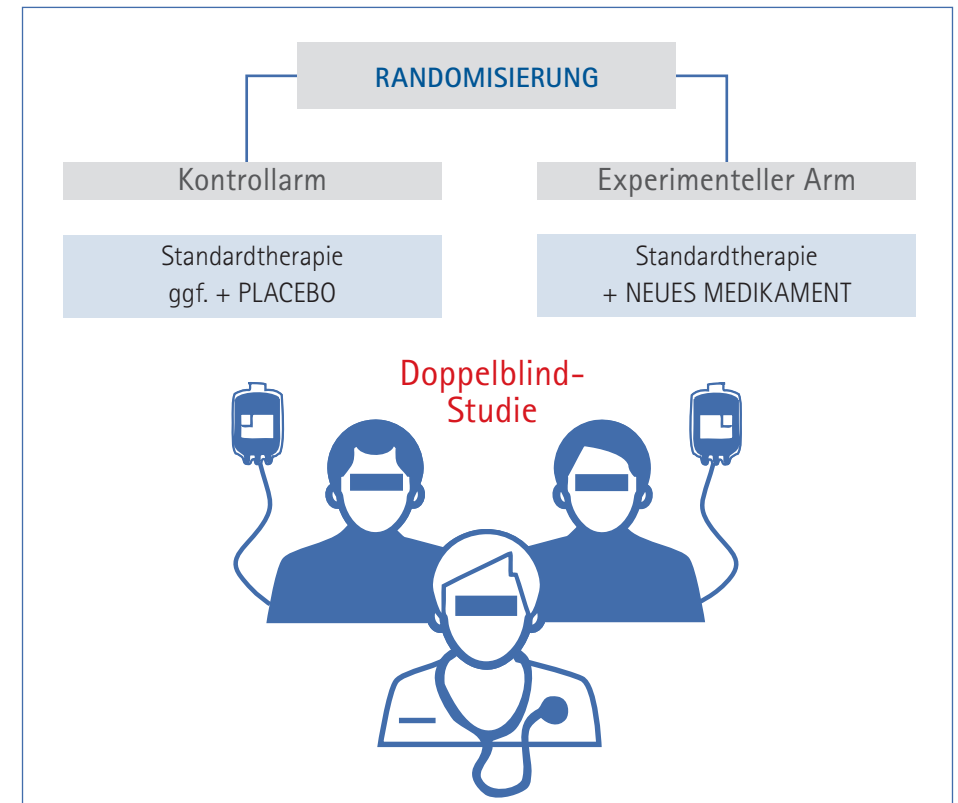 RANDOMISIERUNG
Kontrollarm
Experimenteller Arm
Standardtherapie
ggf. + PLACEBO
Standardtherapie
+ NEUES MEDIKAMENT
Doppelblind-
Studie